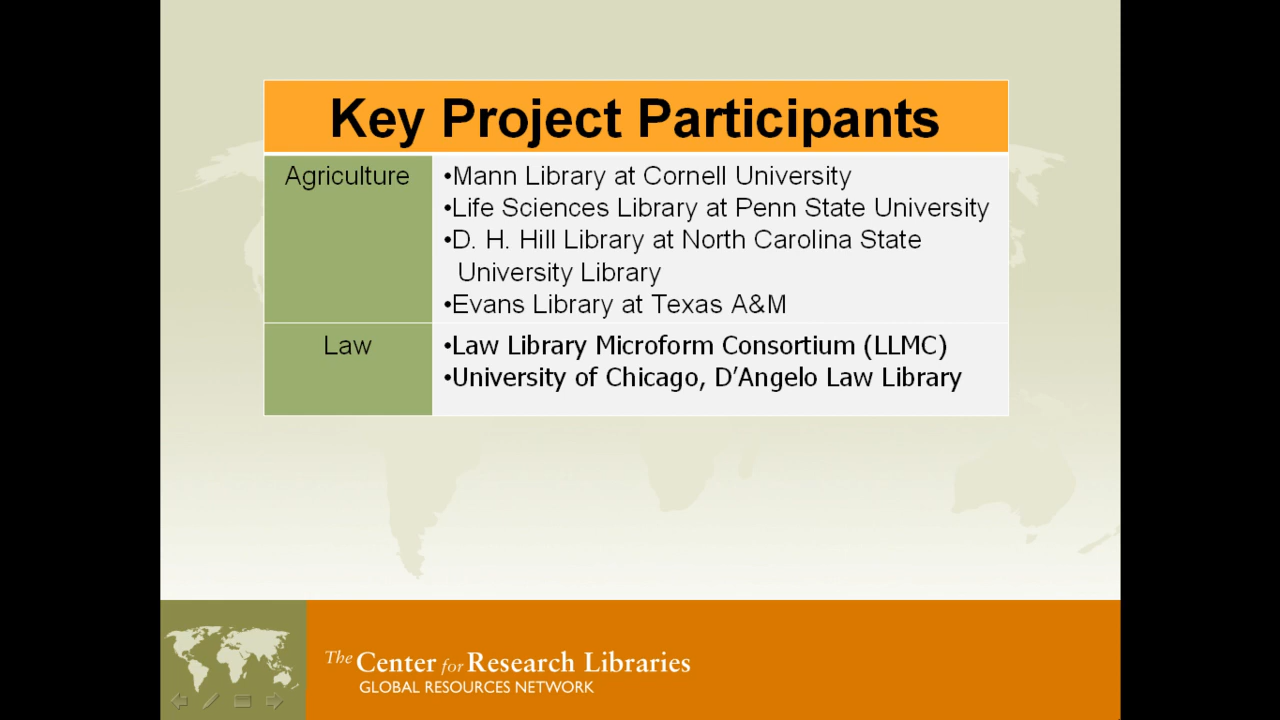 Key Project Participants
Agriculture
•Mann Library at Cornell University
•Life Sciences Library at Penn State University
•D. H. Hill Library at North Carolina State
University Library
•Evans Library at Texas A&M
Law
•Law Library Microform Consortium (LLMC)
•University of Chicago, D’Angelo Law Library
The Center for Research Libraries
GLOBAL RESOURCES NETWORK